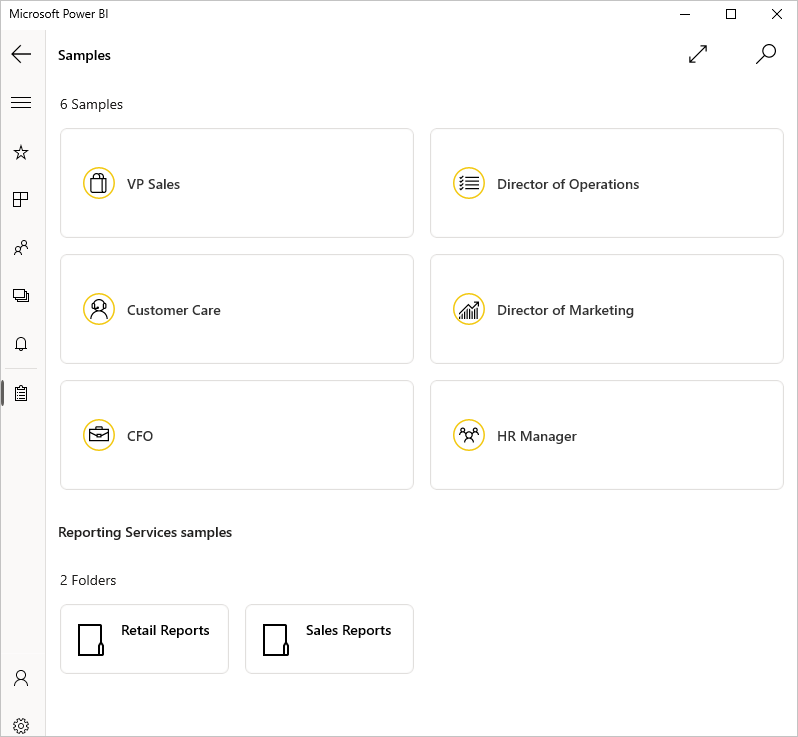 Microsoft Power BI
Samples
6 Samples
VP Sales
Director of Operations
Customer Care
Director of Marketing
CFO
HR Manager
Reporting Services samples
2 Folders
Retail Reports
Sales Reports